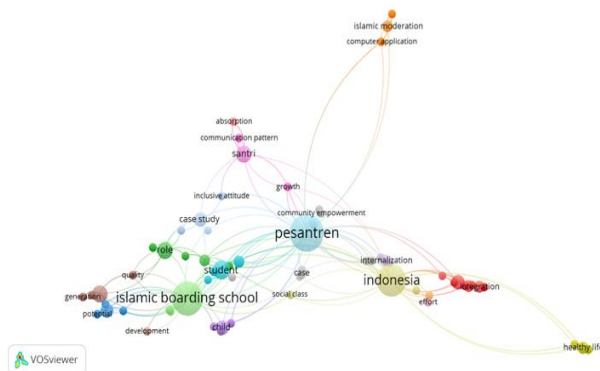 islamic moderation
computer application
absorption
communication pattern
santri
growth
inclusive attitude
case study
community empowerment
pesantren
role
student
internalization
quality
case
indonesia
integration
generation
islamic boarding school
social class
effort
potential
development
child
healthy life
VOSviewer